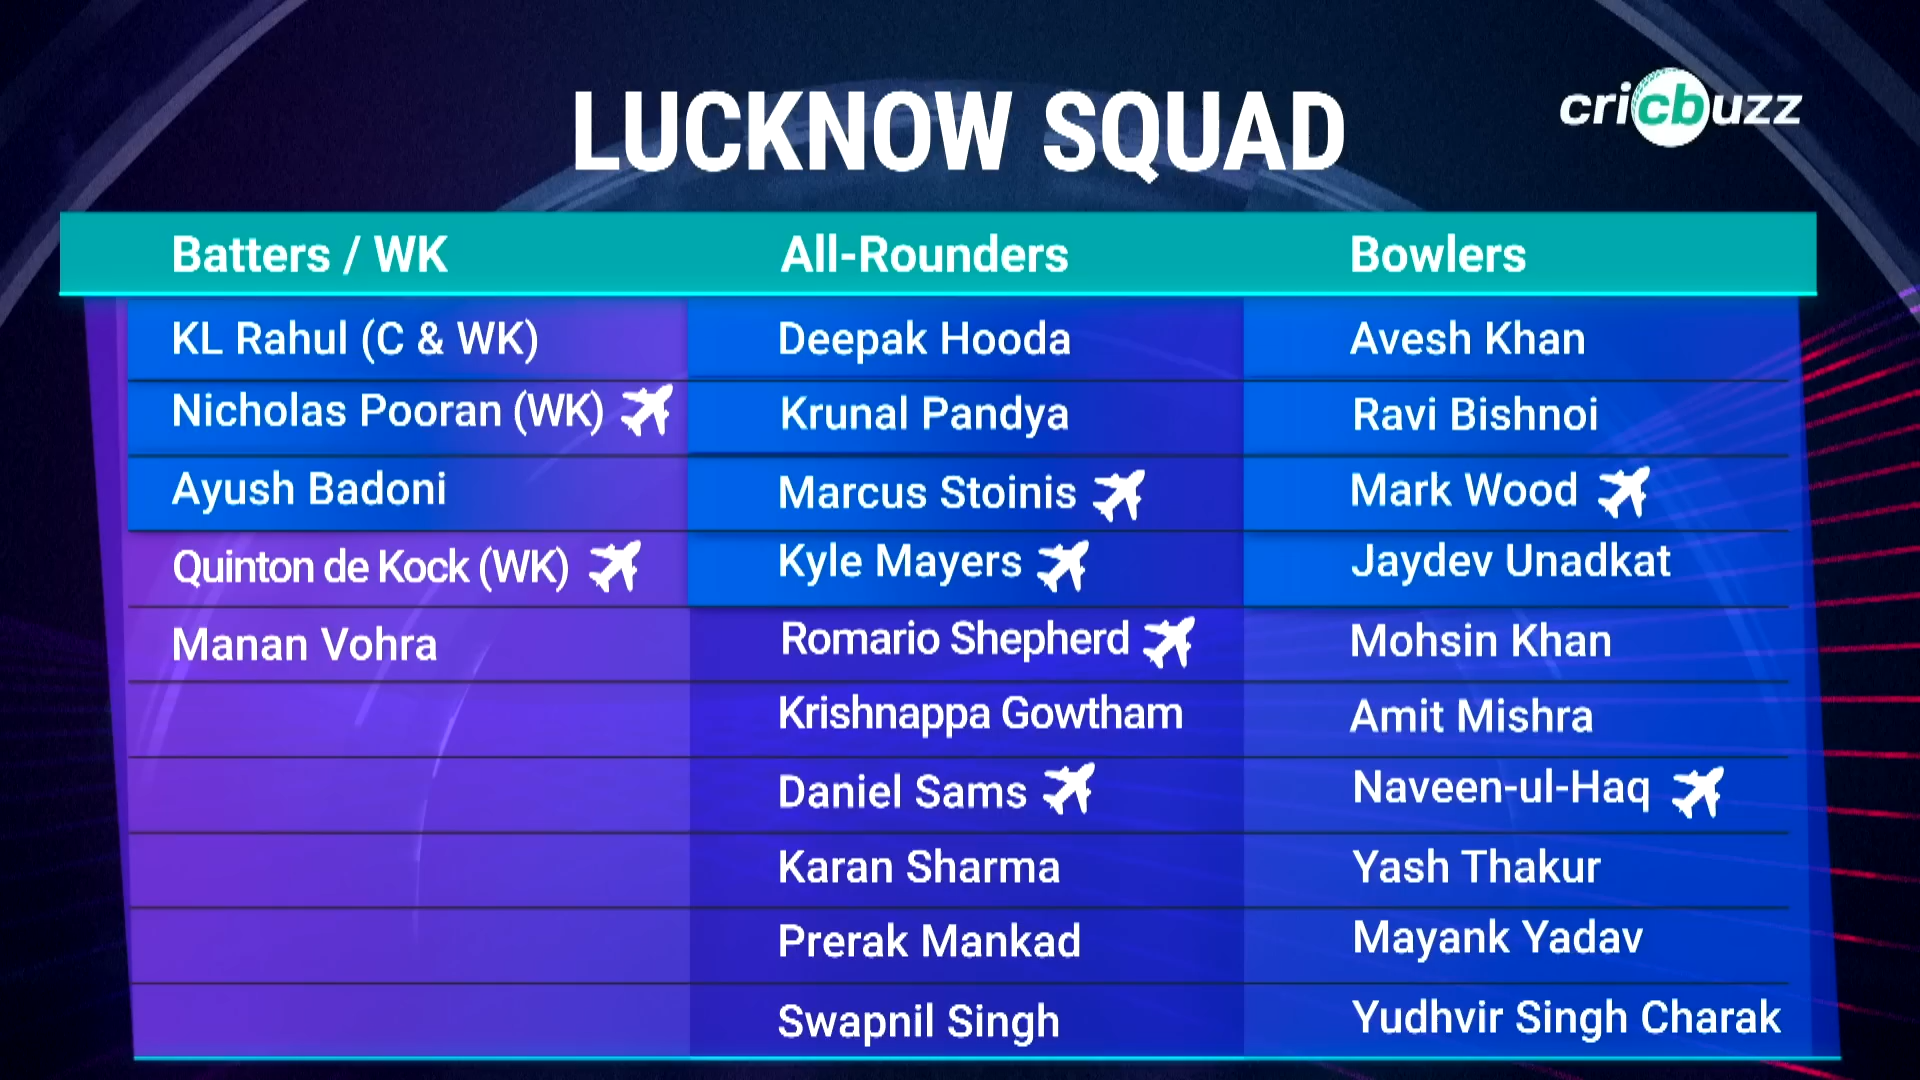 LUCKNOW SQUAD
cricbuzz
Batters / WK All-Rounders Bowlers
KL Rahul (C & WK) Deepak Hooda Avesh Khan
Nicholas Pooran (WK) Krunal Pandya Ravi Bishnoi
Ayush Badoni Marcus Stoinis Mark Wood
Quinton de Kock (WK) Kyle Mayers Jaydev Unadkat
Manan Vohra Romario Shepherd Mohsin Khan
Krishnappa Gowtham Amit Mishra
Daniel Sams Naveen-ul-Haq
Karan Sharma Yash Thakur
Prerak Mankad Mayank Yadav
Swapnil Singh Yudhvir Singh Charak